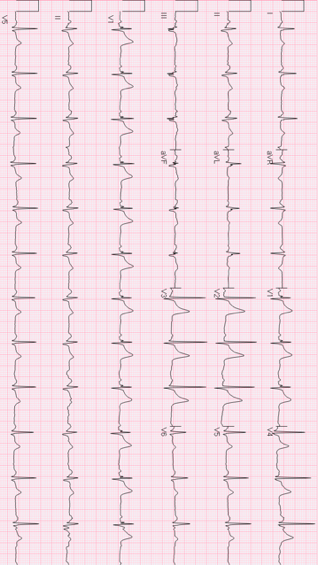 I aVR V1 V4
II aVL V2 V5
III aVF V3 V6
V1
II
V5